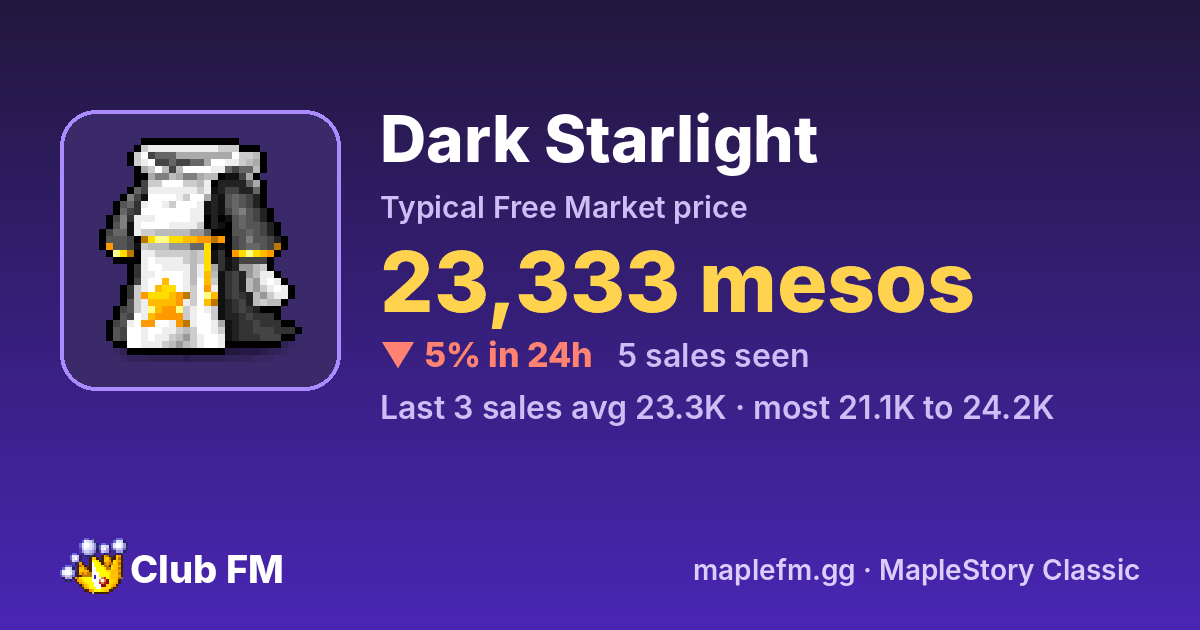 Dark Starlight
Typical Free Market price
23,333 mesos
▼ 5% in 24h 5 sales seen
Last 3 sales avg 23.3K · most 21.1K to 24.2K
Club FM
maplefm.gg · MapleStory Classic